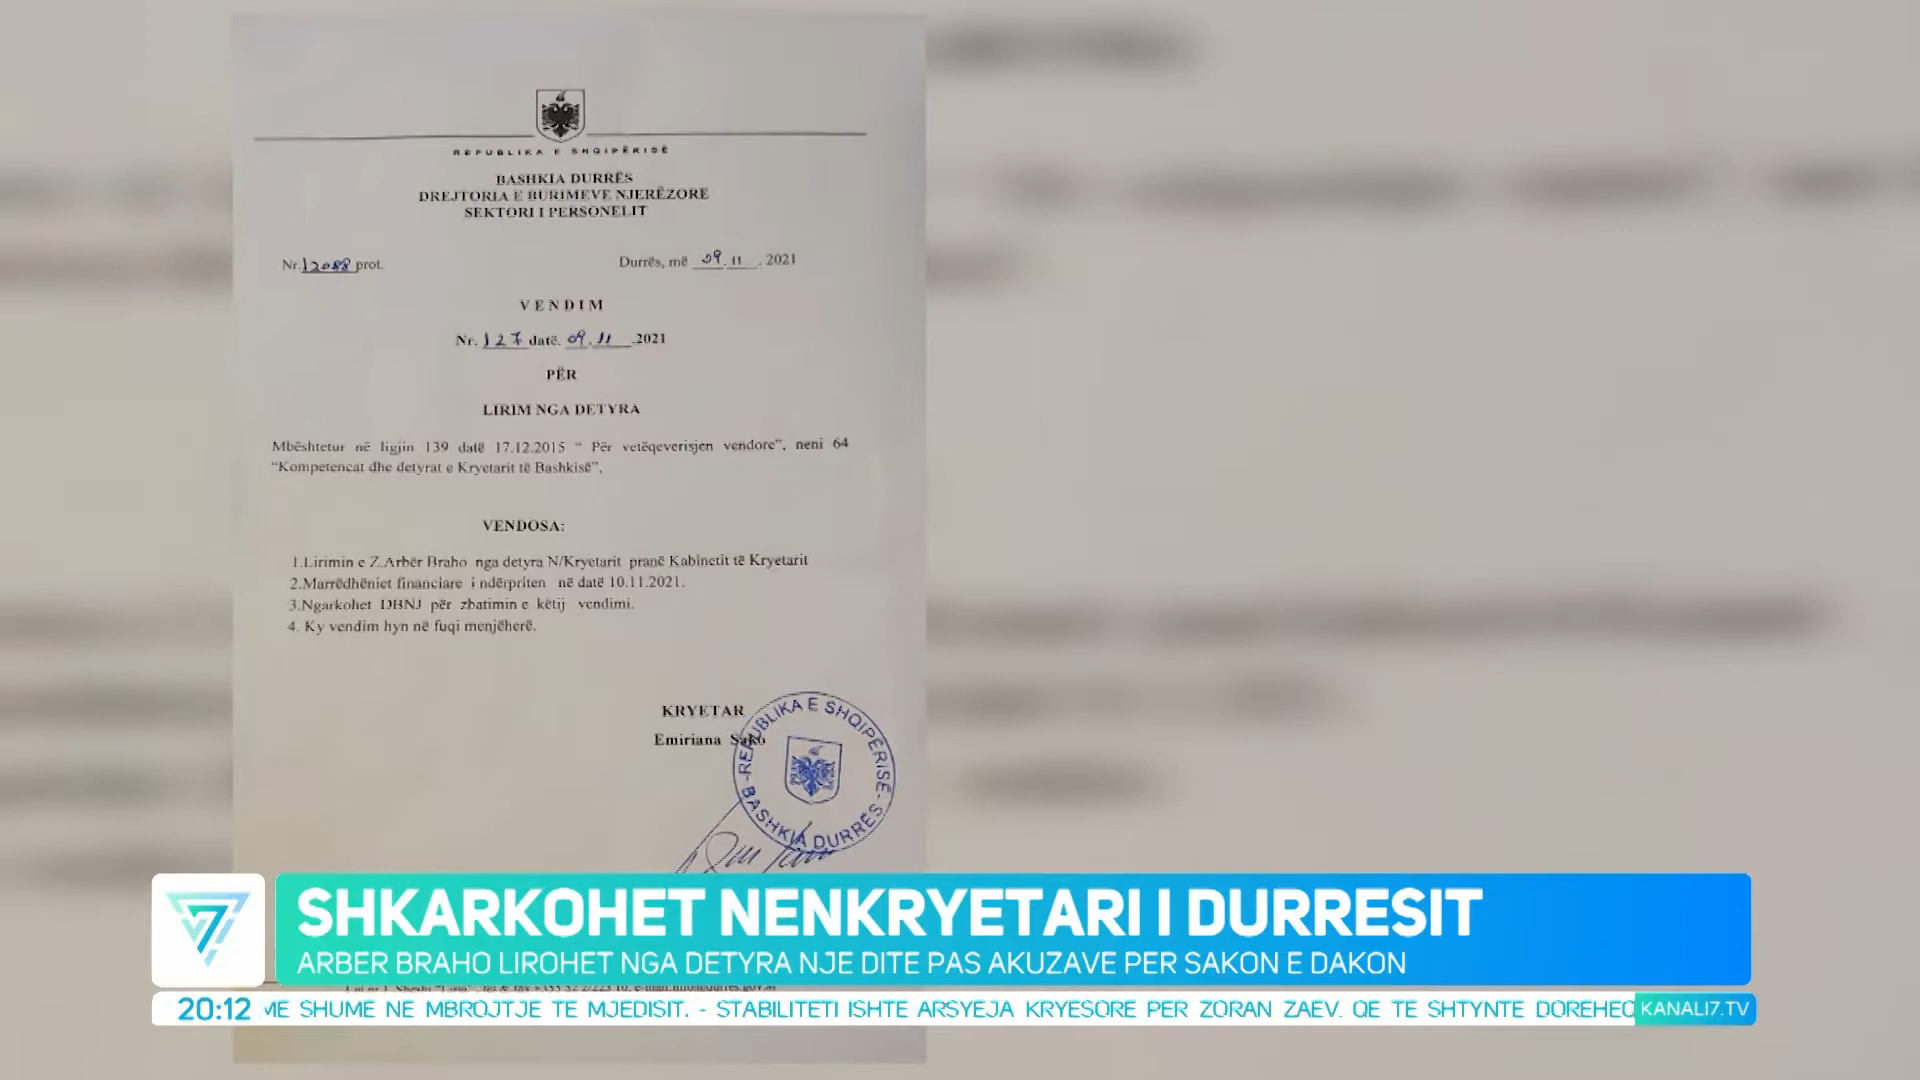 REPUBLIKA E SHQIPËRISË
BASHKIA DURRËS
DREJTORIA E BURIMEVE NJERËZORE
SEKTORI I PERSONELIT
Nr.12088 prot. Durrës, më 09.11.2021
VENDIM
Nr. 127 datë. 09.11.2021
PËR
LIRIM NGA DETYRA
Mbështetur në ligjin 139 datë 17.12.2015 “ Për vetëqeverisjen vendore”, neni 64
“Kompetencat dhe detyrat e Kryetarit të Bashkisë”,
VENDOSA:
1.Lirimin e Z.Arbër Braho nga detyra N/Kryetarit pranë Kabinetit të Kryetarit
2.Marrëdhëniet financiare i ndërpriten në datë 10.11.2021.
3.Ngarkohet DBNJ për zbatimin e këtij vendimi.
4. Ky vendim hyn në fuqi menjëherë.
KRYETAR
Emiriana Sako
-REPUBLIKA E SHQIPËRISË-
BASHKIA DURRËS
SHKARKOHET NENKRYETARI I DURRESIT
ARBER BRAHO LIROHET NGA DETYRA NJE DITE PAS AKUZAVE PER SAKON E DAKON
20:12 ME SHUME NE MBROJTJE TE MJEDISIT. - STABILITETI ISHTE ARSYEJA KRYESORE PER ZORAN ZAEV. QE TE SHTYNTE DOREHEQ KANALI7.TV